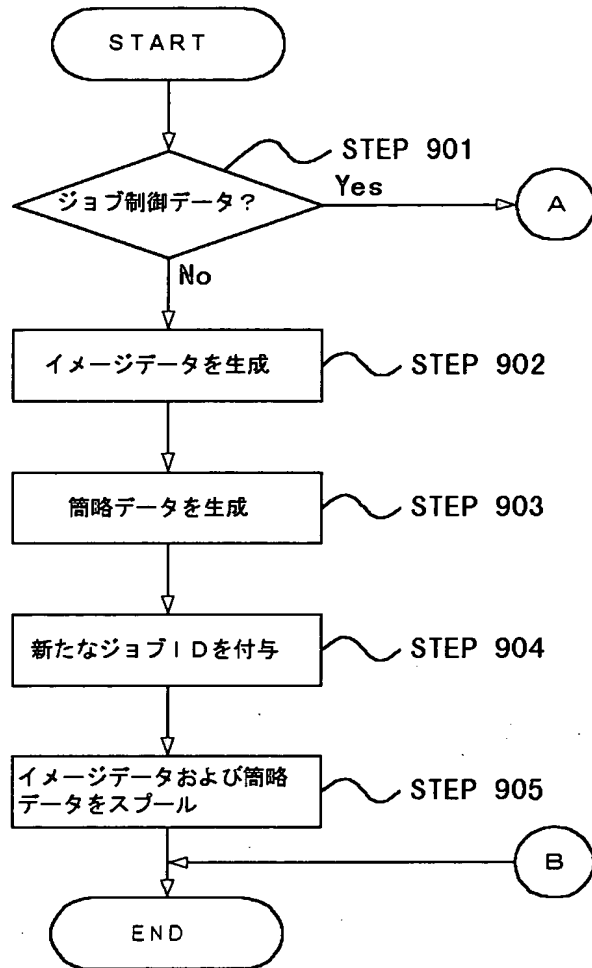 START
STEP 901
ジョブ制御データ？
Yes
A
No
イメージデータを生成
STEP 902
簡略データを生成
STEP 903
新たなジョブＩＤを付与
STEP 904
イメージデータおよび簡略
データをスプール
STEP 905
B
END